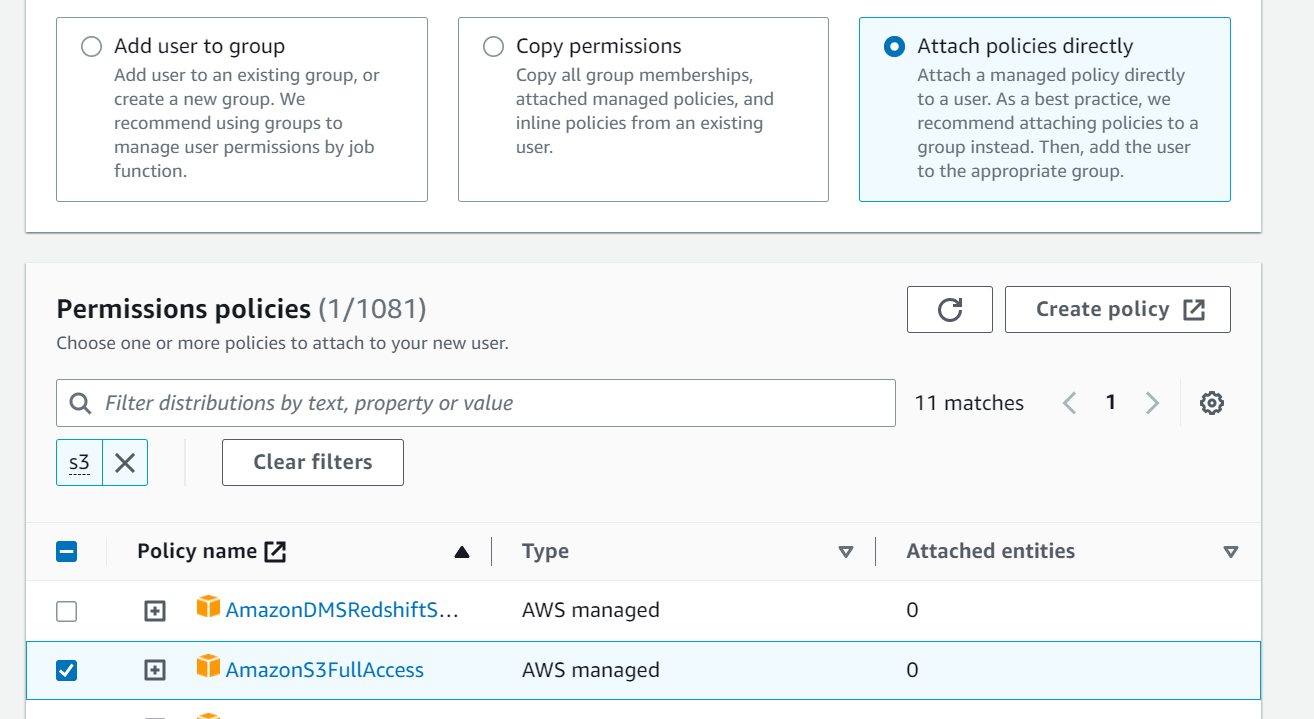 Add user to group
Add user to an existing group, or
create a new group. We
recommend using groups to
manage user permissions by job
function.
Copy permissions
Copy all group memberships,
attached managed policies, and
inline policies from an existing
user.
Attach policies directly
Attach a managed policy directly
to a user. As a best practice, we
recommend attaching policies to a
group instead. Then, add the user
to the appropriate group.
Permissions policies (1/1081)
Choose one or more policies to attach to your new user.
Create policy
Filter distributions by text, property or value
11 matches
1
s3
Clear filters
Policy name Type Attached entities
AmazonDMSRedshiftS... AWS managed 0
AmazonS3FullAccess AWS managed 0